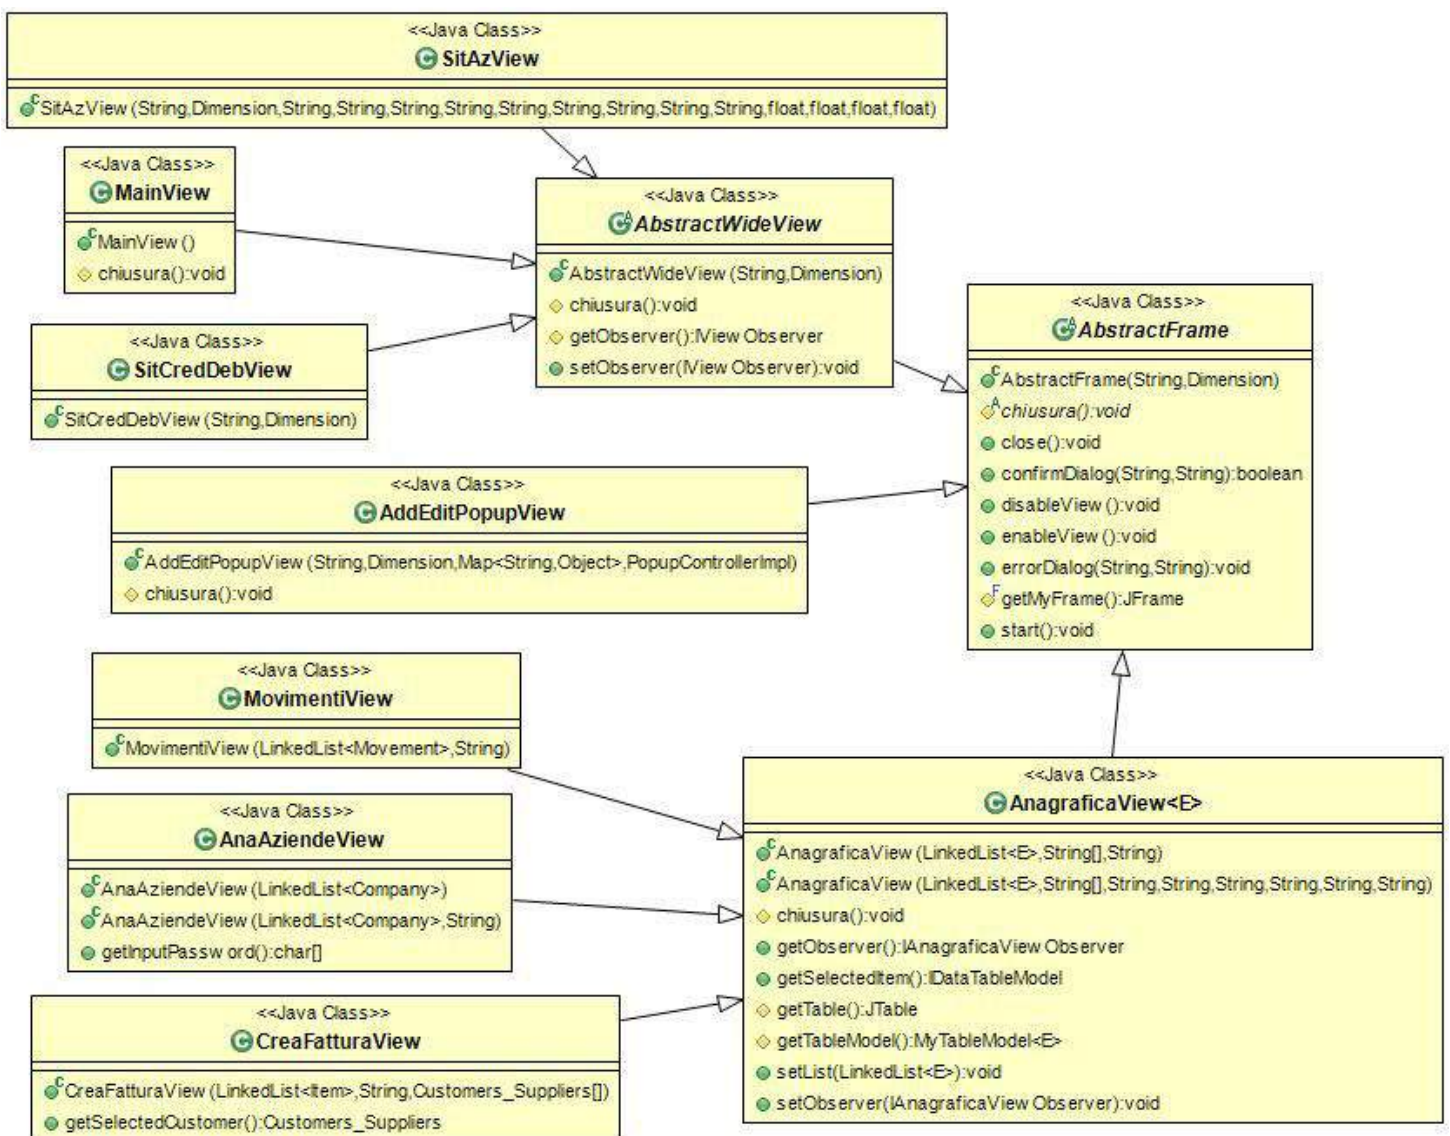 <<Java Class>>
SitAzView
SitAzView(String,Dimension,String,String,String,String,String,String,String,String,String,float,float,float,float)
<<Java Class>>
MainView
MainView()
chiusura():void
<<Java Class>>
SitCredDebView
SitCredDebView(String,Dimension)
<<Java Class>>
AbstractWideView
AbstractWideView(String,Dimension)
chiusura():void
getObserver():IViewObserver
setObserver(IViewObserver):void
<<Java Class>>
AbstractFrame
AbstractFrame(String,Dimension)
chiusura():void
close():void
confirmDialog(String,String):boolean
disableView():void
enableView():void
errorDialog(String,String):void
getMyFrame():JFrame
start():void
<<Java Class>>
AddEditPopupView
AddEditPopupView(String,Dimension,Map<String,Object>,PopupControllerImpl)
chiusura():void
<<Java Class>>
MovimentiView
MovimentiView(LinkedList<Movement>,String)
<<Java Class>>
AnaAziendeView
AnaAziendeView(LinkedList<Company>)
AnaAziendeView(LinkedList<Company>,String)
getInputPassword():char[]
<<Java Class>>
CreaFatturaView
CreaFatturaView(LinkedList<Item>,String,Customers_Suppliers[])
getSelectedCustomer():Customers_Suppliers
<<Java Class>>
AnagraficaView<E>
AnagraficaView(LinkedList<E>,String[],String)
AnagraficaView(LinkedList<E>,String[],String,String,String,String,String,String)
chiusura():void
getObserver():IAnagraficaViewObserver
getSelectedItem():IDataTableModel
getTable():JTable
getTableModel():MyTableModel<E>
setList(LinkedList<E>):void
setObserver(IAnagraficaViewObserver):void